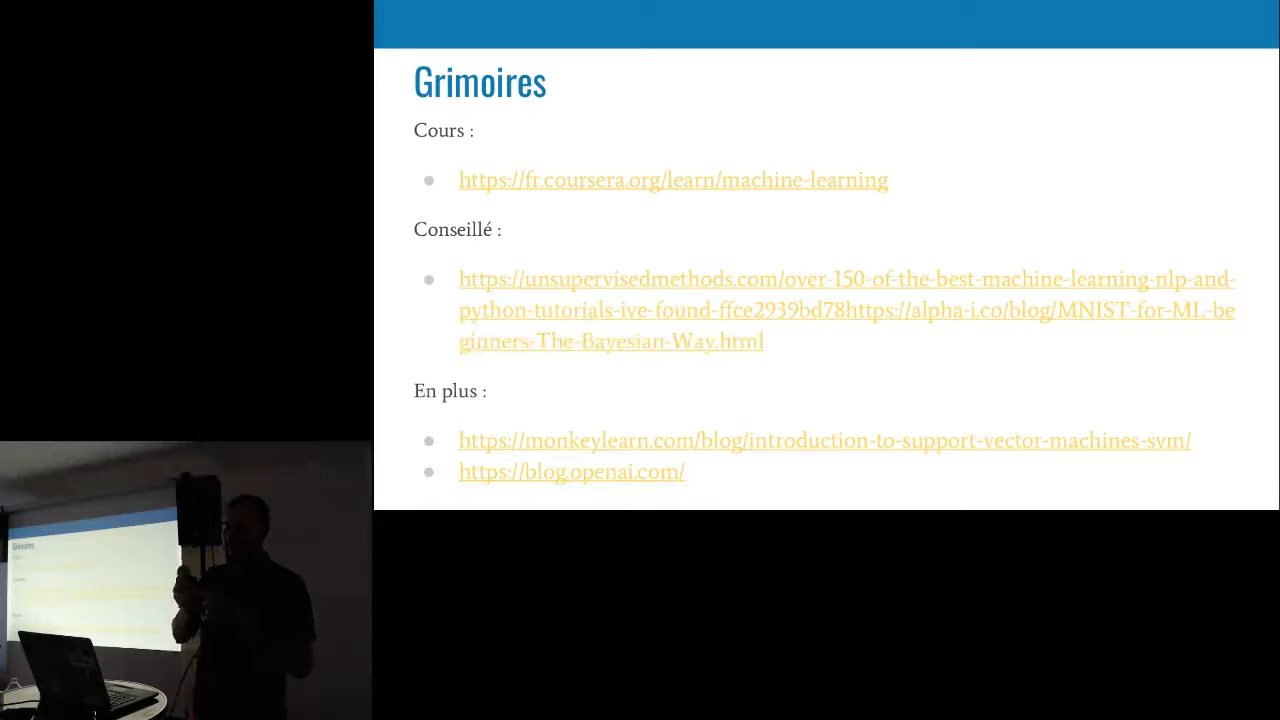 Grimoires
Cours :
https://fr.coursera.org/learn/machine-learning
Conseillé :
https://unsupervisedmethods.com/over-150-of-the-best-machine-learning-nlp-and-
python-tutorials-ive-found-ffce2939bd78https://alpha-i.co/blog/MNIST-for-ML-be
ginners-The-Bayesian-Way.html
En plus :
https://monkeylearn.com/blog/introduction-to-support-vector-machines-svm/
https://blog.openai.com/
Grimoires